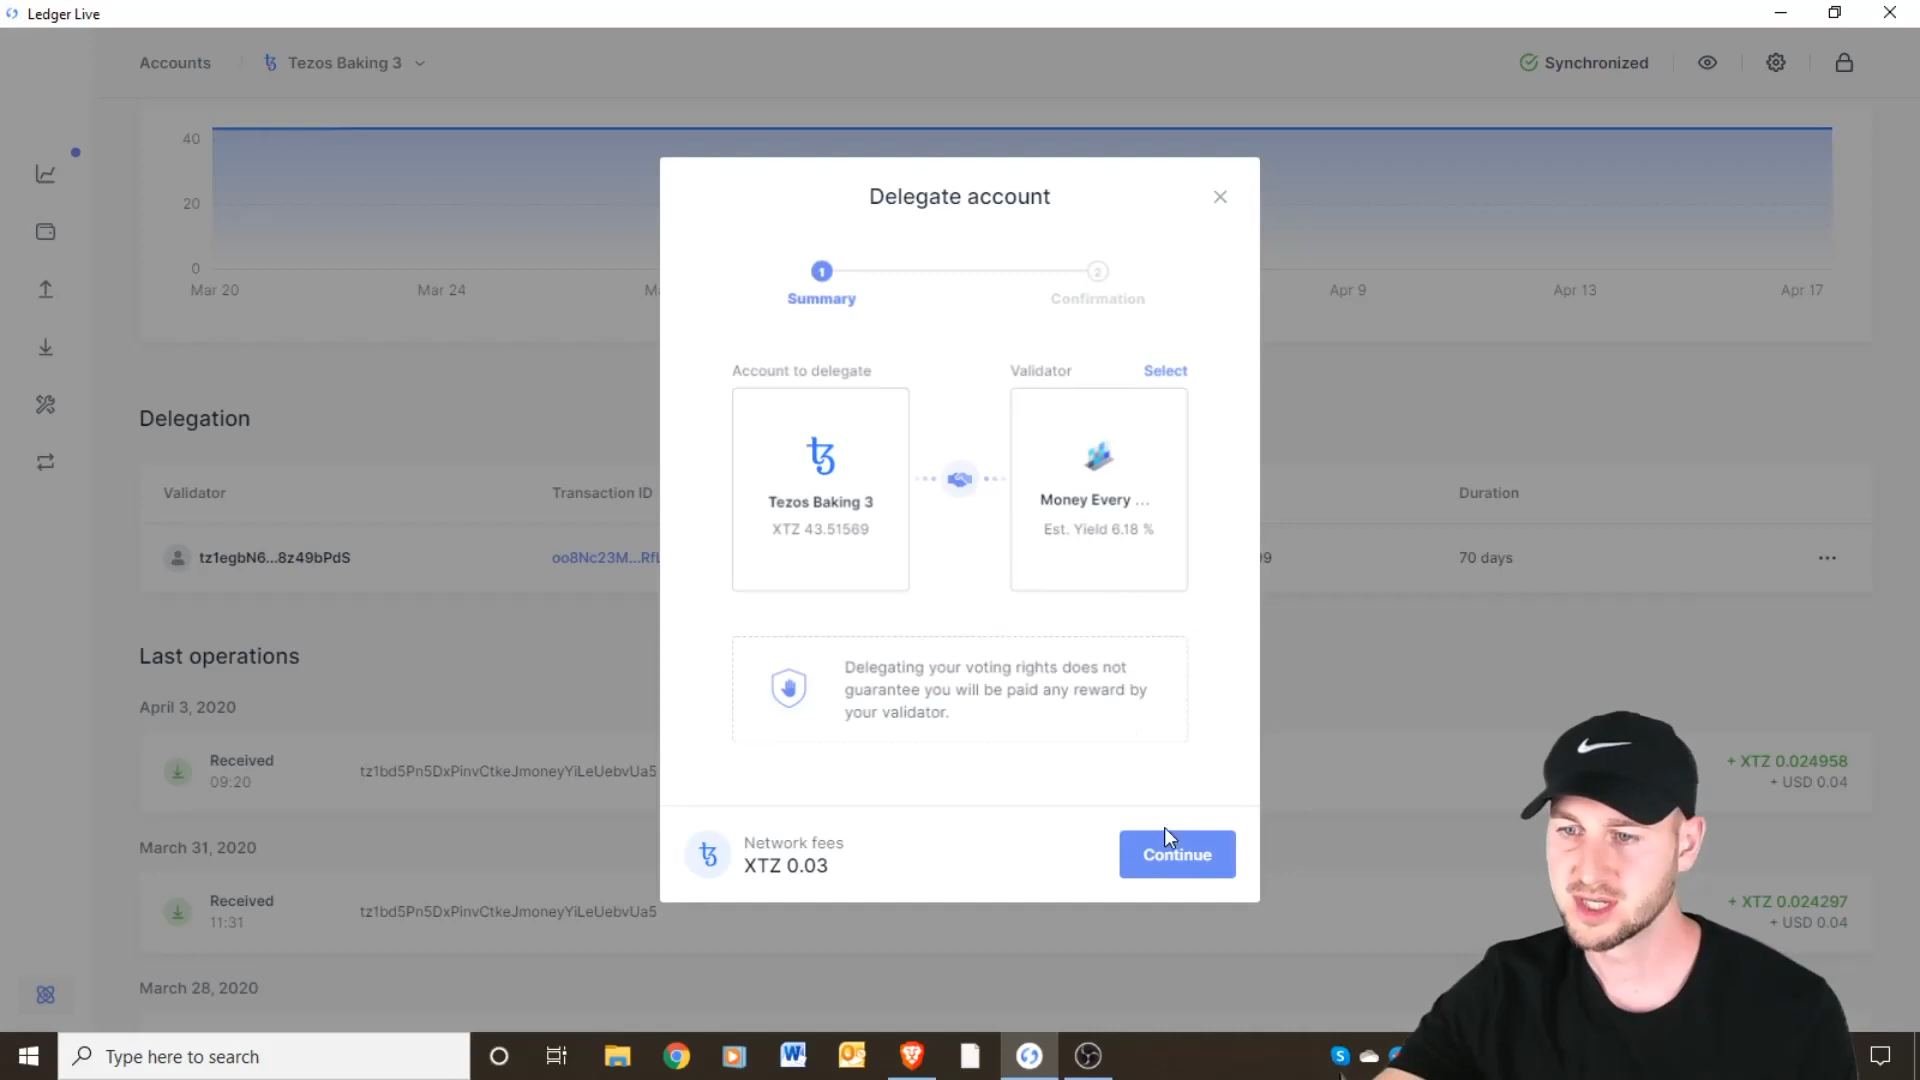 Ledger Live
Accounts
Tezos Baking 3
Synchronized
40
20
0
Mar 20
Mar 24
Apr 9
Apr 13
Apr 17
Delegate account
1
2
Summary
Confirmation
Account to delegate
Validator
Select
Tezos Baking 3
XTZ 43.51569
Money Every ...
Est. Yield 6.18 %
Delegating your voting rights does not
guarantee you will be paid any reward by
your validator.
Network fees
XTZ 0.03
Continue
Delegation
Validator
Transaction ID
Duration
tz1egbN6...8z49bPdS
70 days
Last operations
April 3, 2020
Received
09:20
tz1bd5Pn5DxPinvCtkeJmoneyYiLeUebvUa5
+ XTZ 0.024958
+ USD 0.04
March 31, 2020
Received
11:31
tz1bd5Pn5DxPinvCtkeJmoneyYiLeUebvUa5
+ XTZ 0.024297
+ USD 0.04
March 28, 2020
Type here to search